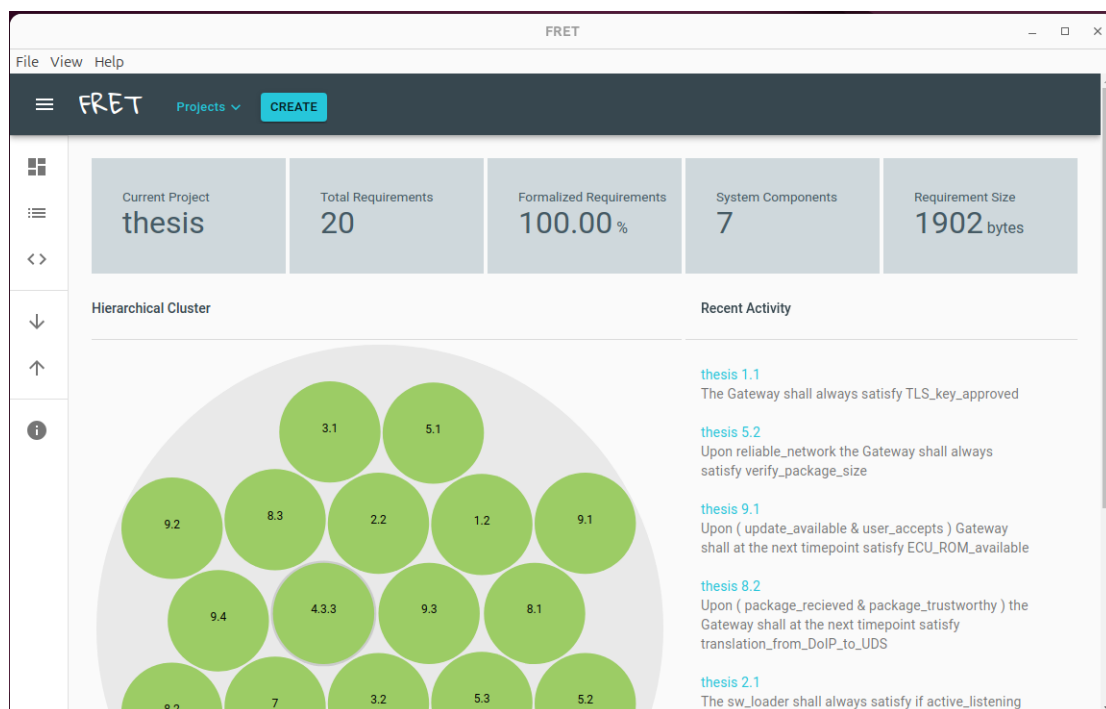 FRET
File View Help
FRET Projects CREATE
Current Project
thesis
Total Requirements
20
Formalized Requirements
100.00 %
System Components
7
Requirement Size
1902 bytes
Hierarchical Cluster
3.1 5.1
9.2 8.3 2.2 1.2 9.1
9.4 4.3.3 9.3 8.1
8.2 7 3.2 5.3 5.2
Recent Activity
thesis 1.1
The Gateway shall always satisfy TLS_key_approved
thesis 5.2
Upon reliable_network the Gateway shall always
satisfy verify_package_size
thesis 9.1
Upon ( update_available & user_accepts ) Gateway
shall at the next timepoint satisfy ECU_ROM_available
thesis 8.2
Upon ( package_recieved & package_trustworthy ) the
Gateway shall at the next timepoint satisfy
translation_from_DoIP_to_UDS
thesis 2.1
The sw_loader shall always satisfy if active_listening